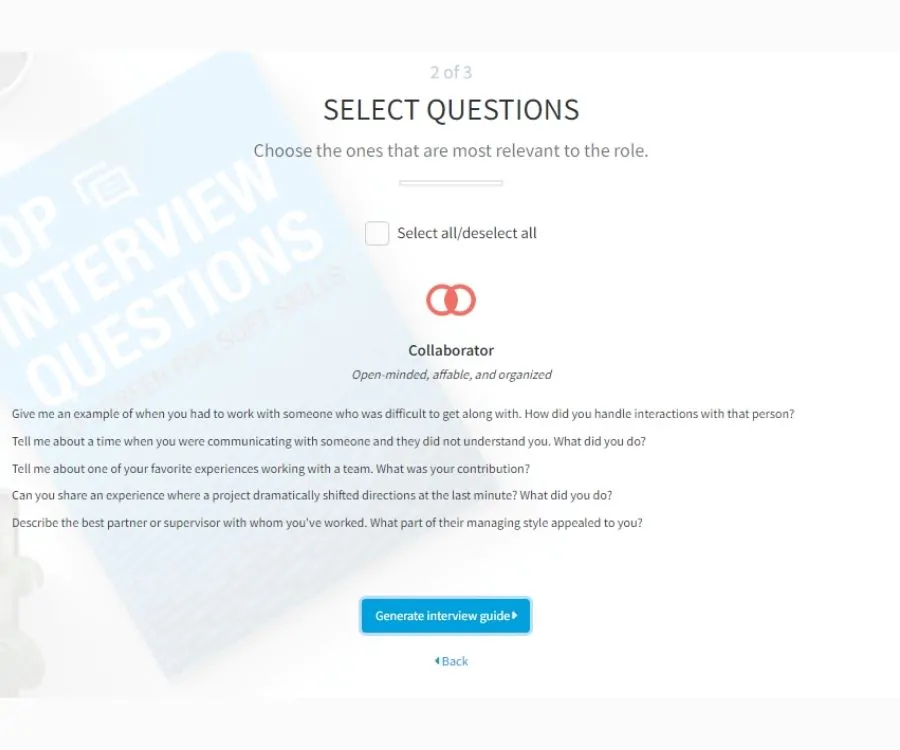 2 of 3
SELECT QUESTIONS
Choose the ones that are most relevant to the role.
Select all/deselect all
OP
INTERVIEW
QUESTIONS
FOR SOFT SKILLS
Collaborator
Open-minded, affable, and organized
Give me an example of when you had to work with someone who was difficult to get along with. How did you handle interactions with that person?
Tell me about a time when you were communicating with someone and they did not understand you. What did you do?
Tell me about one of your favorite experiences working with a team. What was your contribution?
Can you share an experience where a project dramatically shifted directions at the last minute? What did you do?
Describe the best partner or supervisor with whom you've worked. What part of their managing style appealed to you?
Generate interview guide
Back